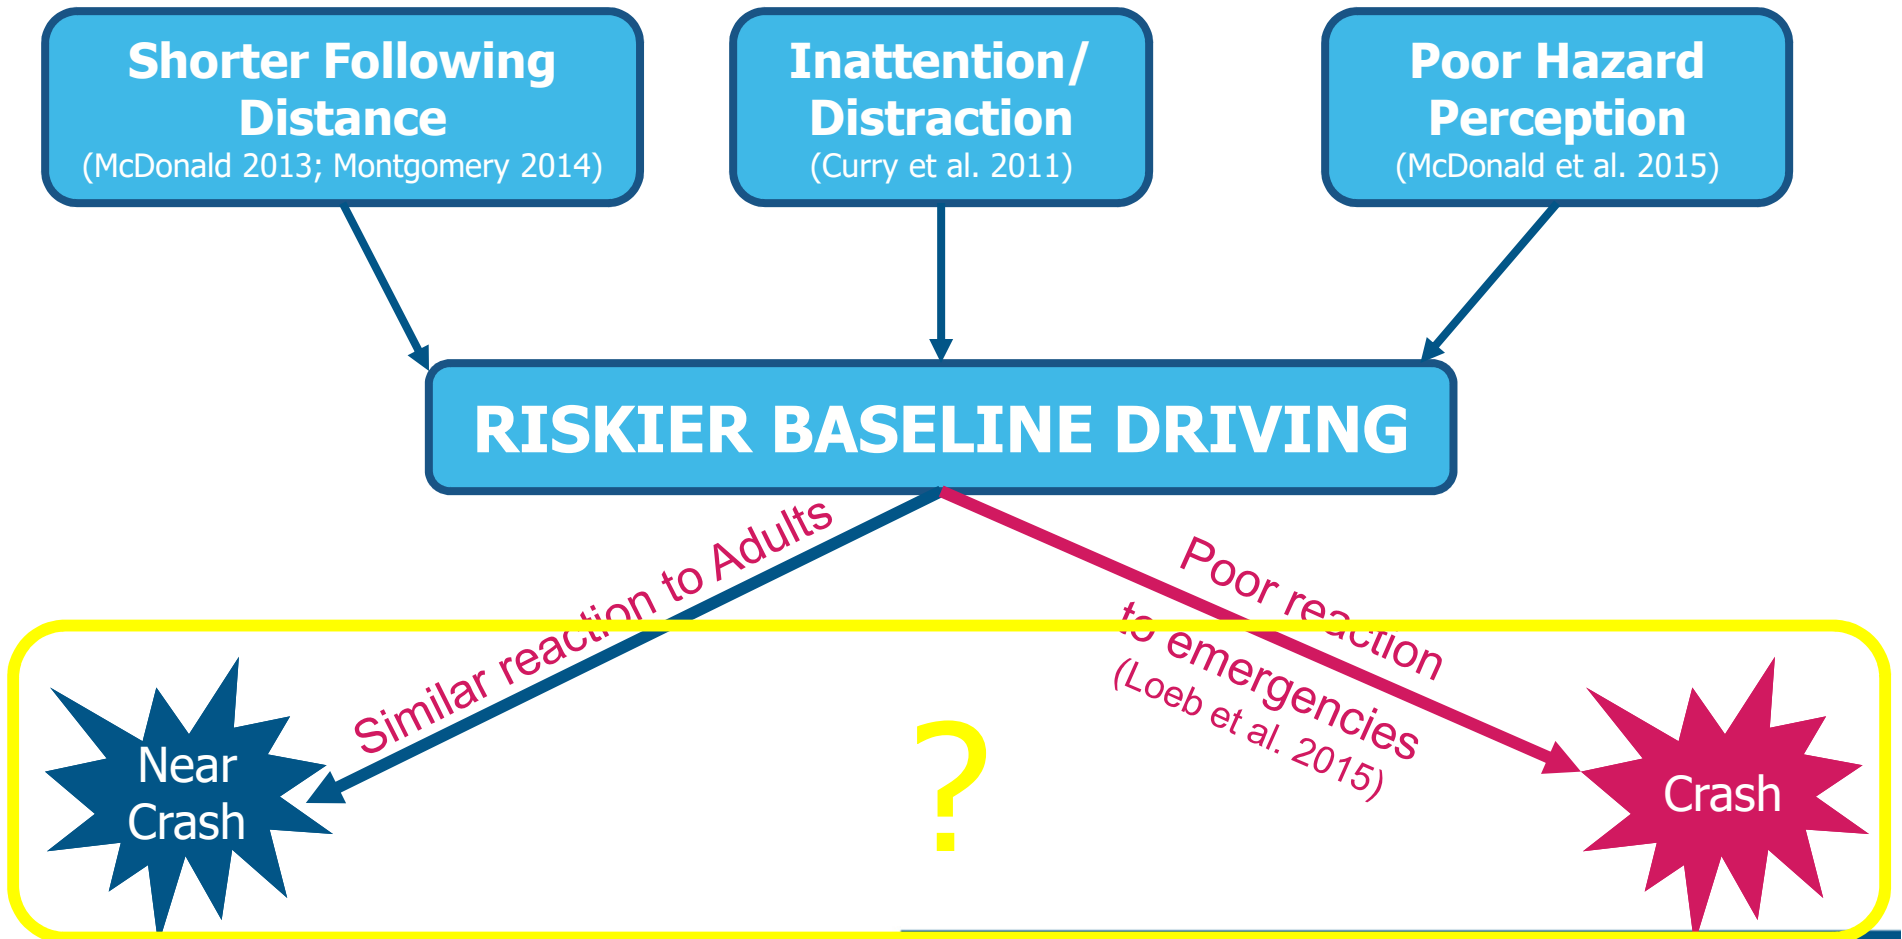 Shorter Following
Distance
(McDonald 2013; Montgomery 2014)
Inattention/
Distraction
(Curry et al. 2011)
Poor Hazard
Perception
(McDonald et al. 2015)
RISKIER BASELINE DRIVING
Similar reaction to Adults
Poor reaction
to emergencies
(Loeb et al. 2015)
Near
Crash
?
Crash